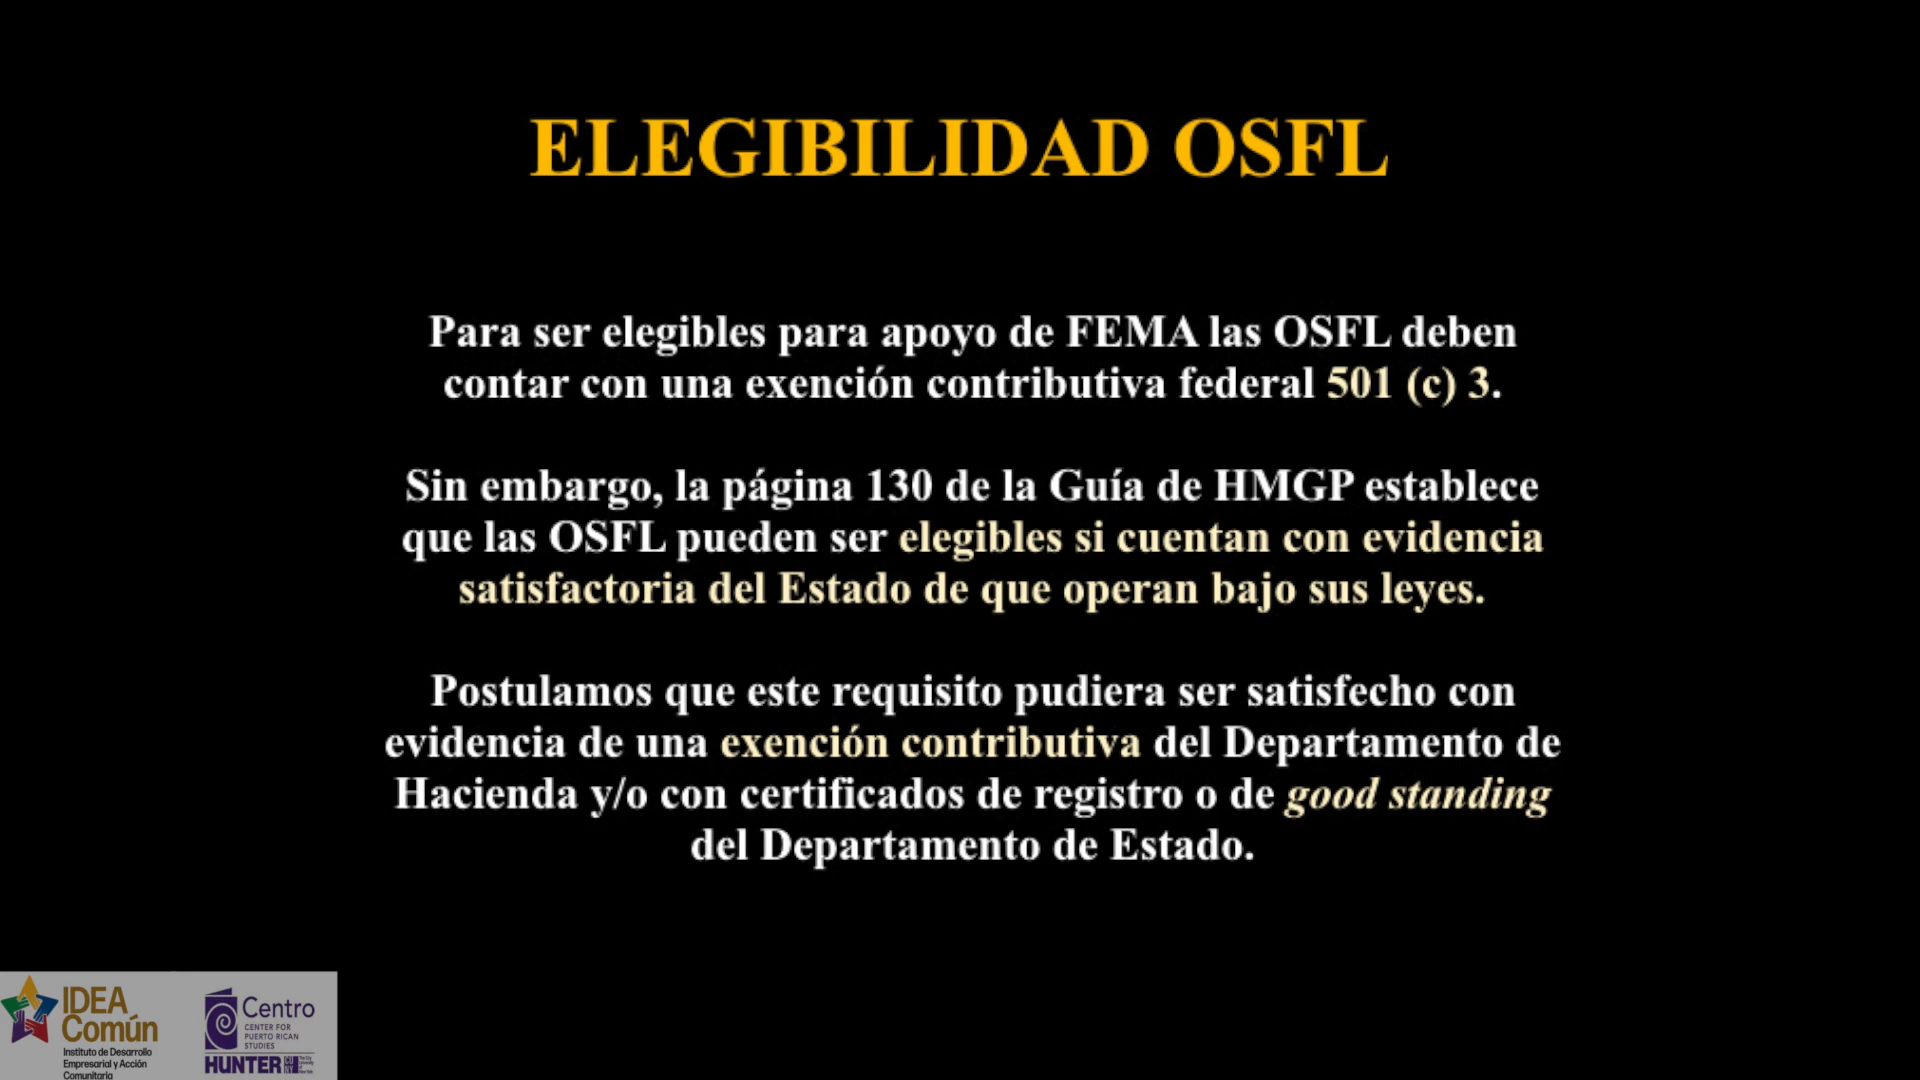 ELEGIBILIDAD OSFL
Para ser elegibles para apoyo de FEMA las OSFL deben
contar con una exención contributiva federal 501 (c) 3.
Sin embargo, la página 130 de la Guía de HMGP establece
que las OSFL pueden ser elegibles si cuentan con evidencia
satisfactoria del Estado de que operan bajo sus leyes.
Postulamos que este requisito pudiera ser satisfecho con
evidencia de una exención contributiva del Departamento de
Hacienda y/o con certificados de registro o de good standing
del Departamento de Estado.
IDEA
Común
Instituto de Desarrollo
Empresarial y Acción
Comunitaria
Centro
CENTER FOR
PUERTO RICAN
STUDIES
HUNTER